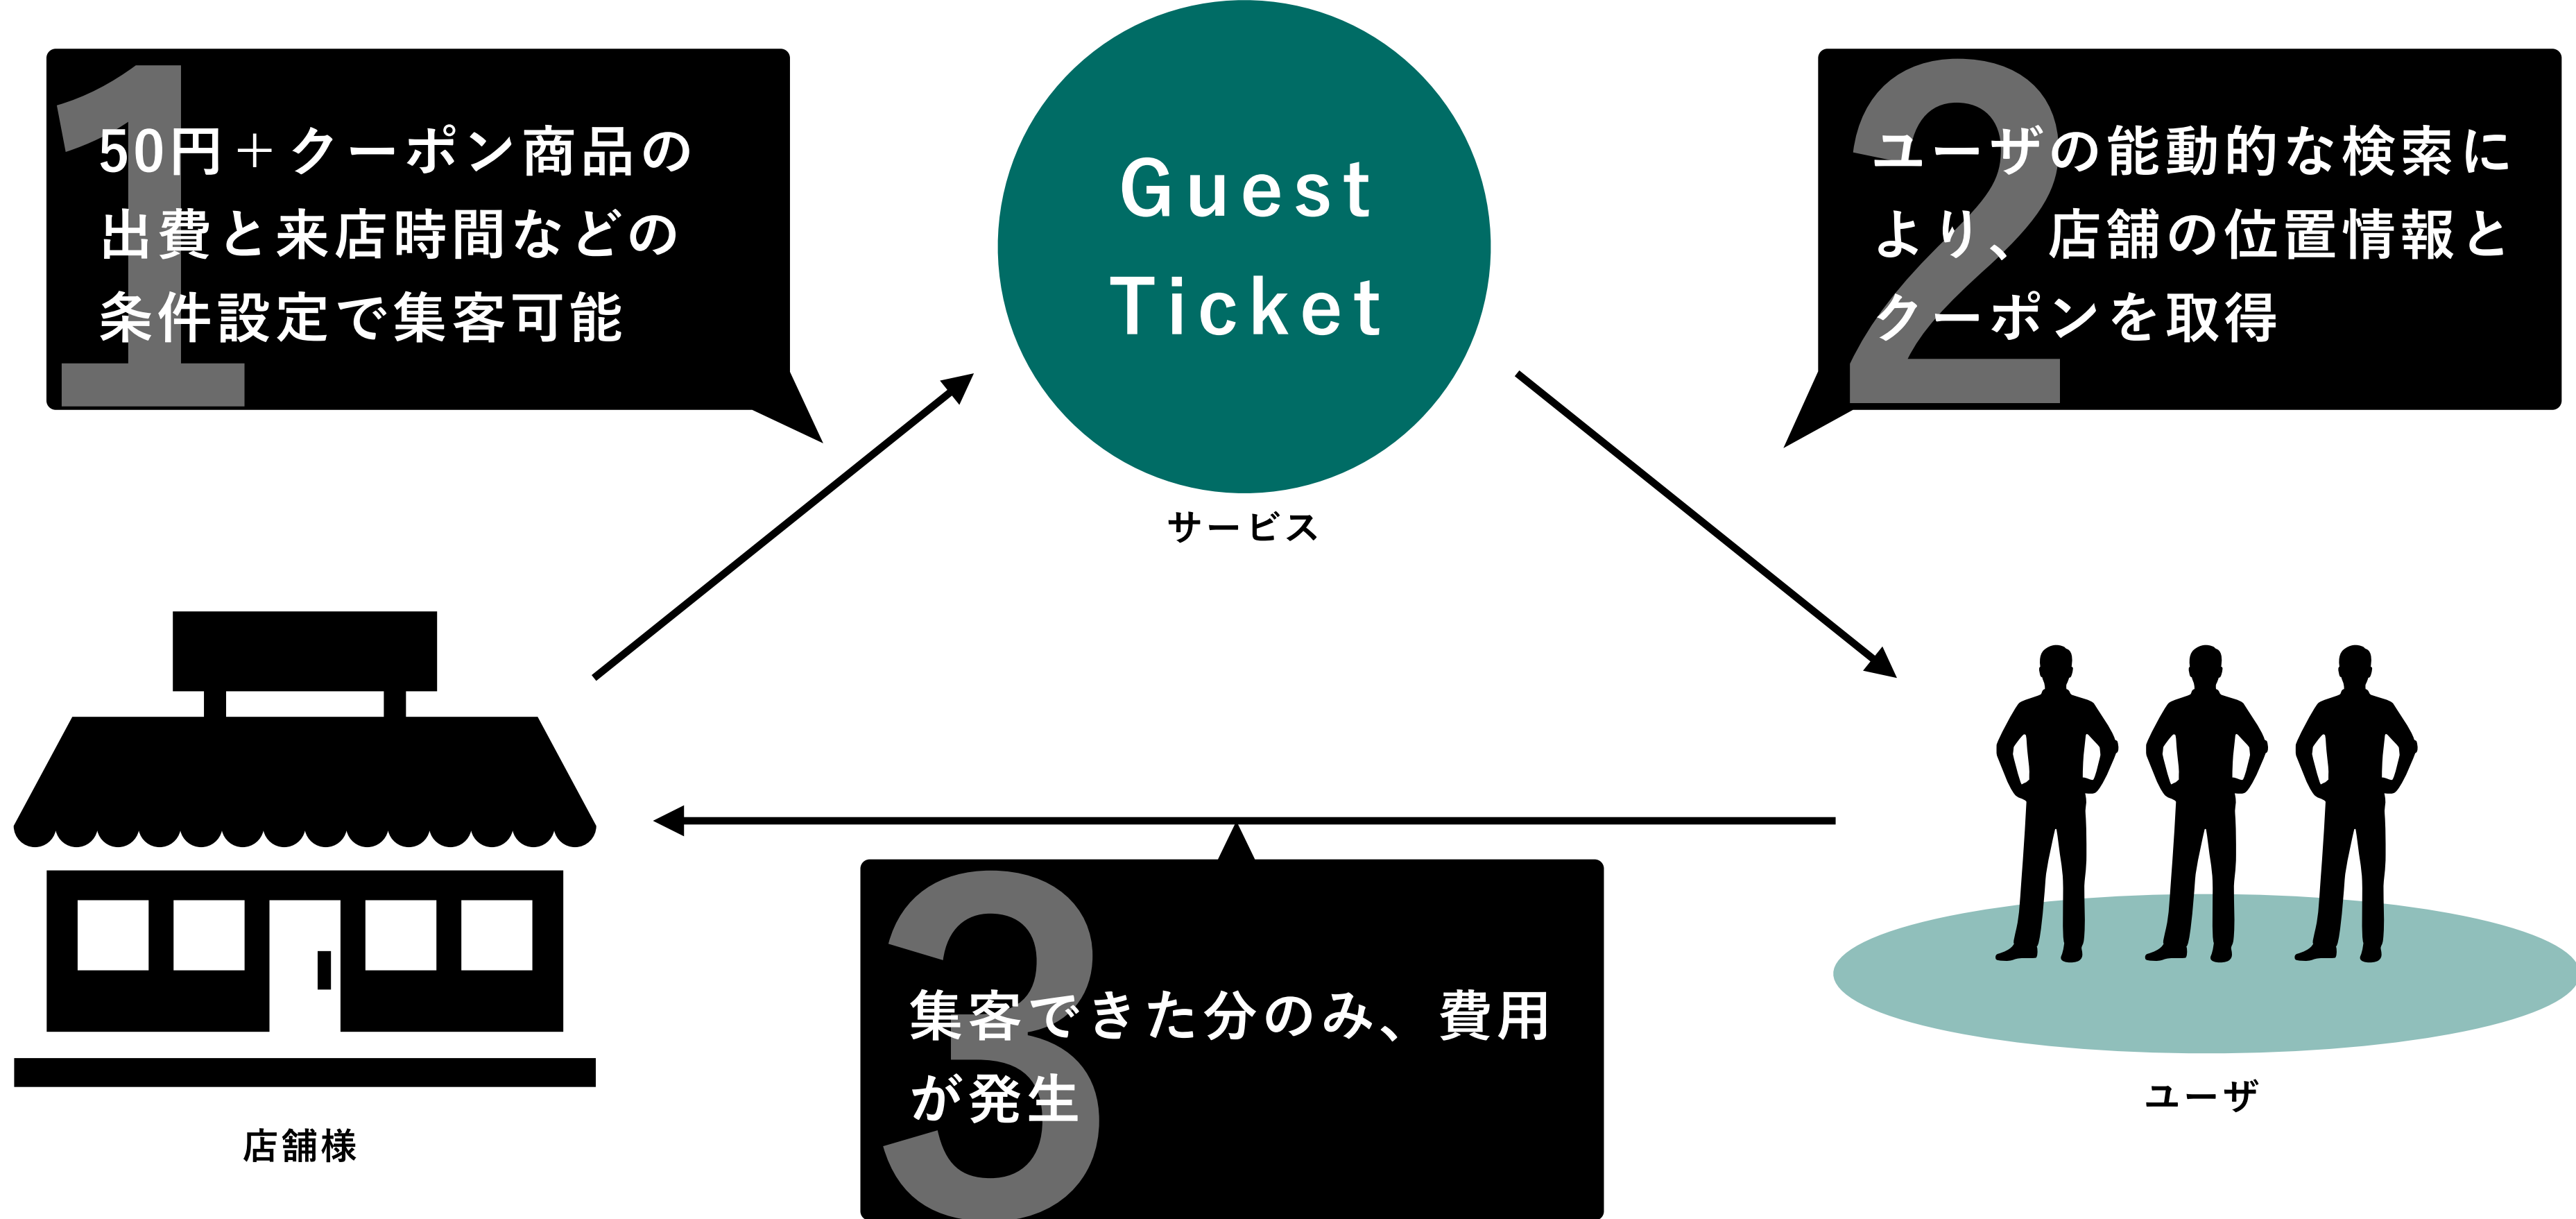 1
50円＋クーポン商品の
出費と来店時間などの
条件設定で集客可能
Guest
Ticket
サービス
2
ユーザの能動的な検索に
より、店舗の位置情報と
クーポンを取得
3
集客できた分のみ、費用
が発生
店舗様
ユーザ